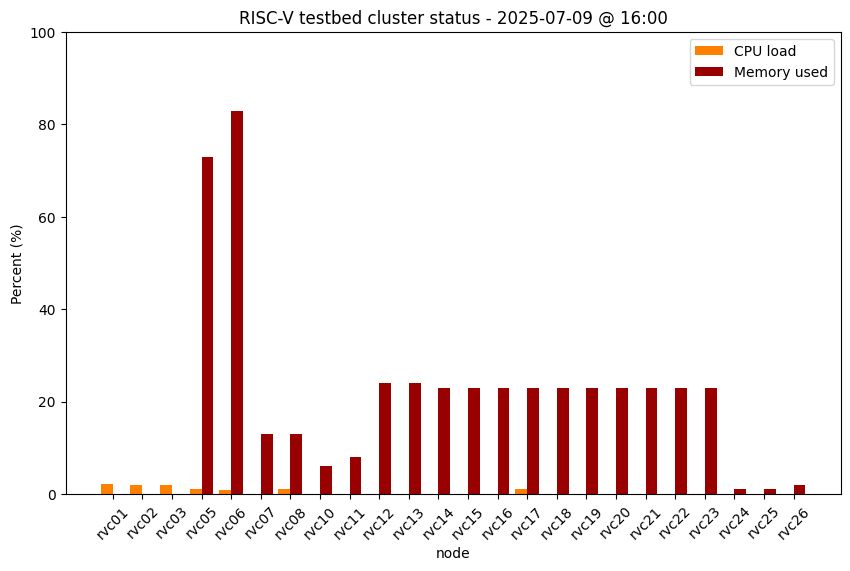 RISC-V testbed cluster status - 2025-07-09 @ 16:00
CPU load
Memory used
Percent (%)
100
80
60
40
20
0
rvc01 rvc02 rvc03 rvc05 rvc06 rvc07 rvc08 rvc10 rvc11 rvc12 rvc13 rvc14 rvc15 rvc16 rvc17 rvc18 rvc19 rvc20 rvc21 rvc22 rvc23 rvc24 rvc25 rvc26
node